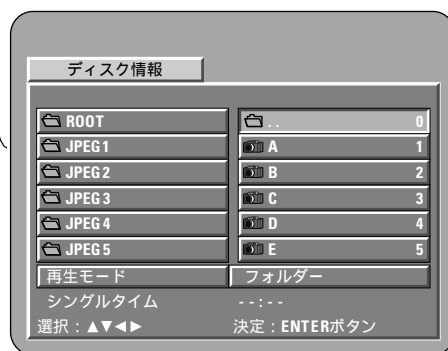 ディスク情報
ROOT
JPEG1
JPEG2
JPEG3
JPEG4
JPEG5
.. 0
A 1
B 2
C 3
D 4
E 5
再生モード フォルダー
シングルタイム --:--
選択：▲▼◀▶ 決定：ENTERボタン